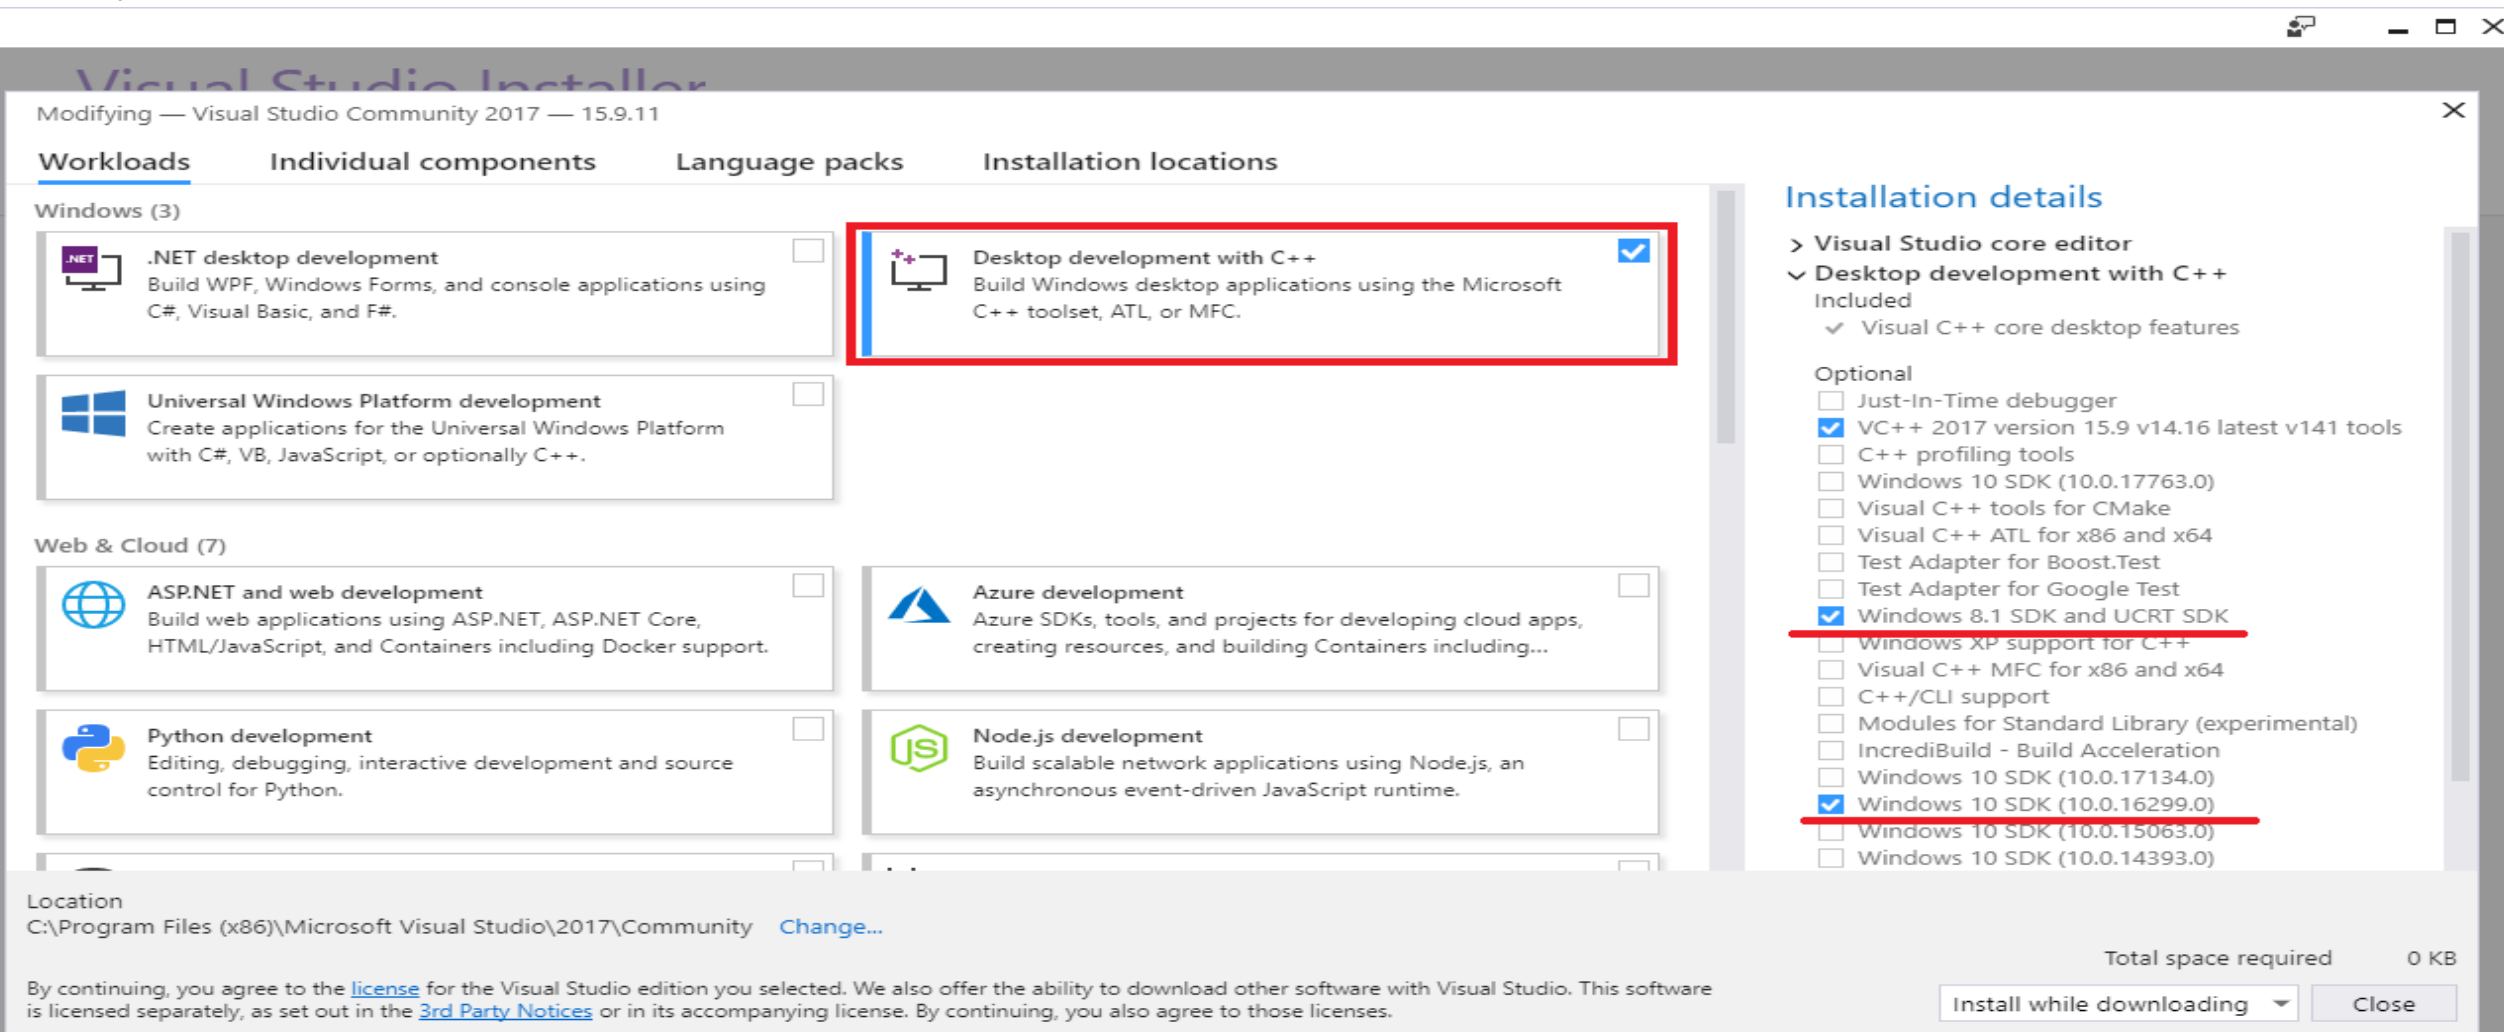 Visual Studio Installer
Modifying — Visual Studio Community 2017 — 15.9.11
Workloads
Individual components
Language packs
Installation locations
Windows (3)
.NET
.NET desktop development
Build WPF, Windows Forms, and console applications using
C#, Visual Basic, and F#.
Desktop development with C++
Build Windows desktop applications using the Microsoft
C++ toolset, ATL, or MFC.
Universal Windows Platform development
Create applications for the Universal Windows Platform
with C#, VB, JavaScript, or optionally C++.
Web & Cloud (7)
ASP.NET and web development
Build web applications using ASP.NET, ASP.NET Core,
HTML/JavaScript, and Containers including Docker support.
Azure development
Azure SDKs, tools, and projects for developing cloud apps,
creating resources, and building Containers including...
Python development
Editing, debugging, interactive development and source
control for Python.
JS
Node.js development
Build scalable network applications using Node.js, an
asynchronous event-driven JavaScript runtime.
Installation details
Visual Studio core editor
Desktop development with C++
Included
Visual C++ core desktop features
Optional
Just-In-Time debugger
VC++ 2017 version 15.9 v14.16 latest v141 tools
C++ profiling tools
Windows 10 SDK (10.0.17763.0)
Visual C++ tools for CMake
Visual C++ ATL for x86 and x64
Test Adapter for Boost.Test
Test Adapter for Google Test
Windows 8.1 SDK and UCRT SDK
Windows XP support for C++
Visual C++ MFC for x86 and x64
C++/CLI support
Modules for Standard Library (experimental)
IncrediBuild - Build Acceleration
Windows 10 SDK (10.0.17134.0)
Windows 10 SDK (10.0.16299.0)
Windows 10 SDK (10.0.15063.0)
Windows 10 SDK (10.0.14393.0)
Location
C:\Program Files (x86)\Microsoft Visual Studio\2017\Community Change...
Total space required 0 KB
By continuing, you agree to the license for the Visual Studio edition you selected. We also offer the ability to download other software with Visual Studio. This software
is licensed separately, as set out in the 3rd Party Notices or in its accompanying license. By continuing, you also agree to those licenses.
Install while downloading
Close